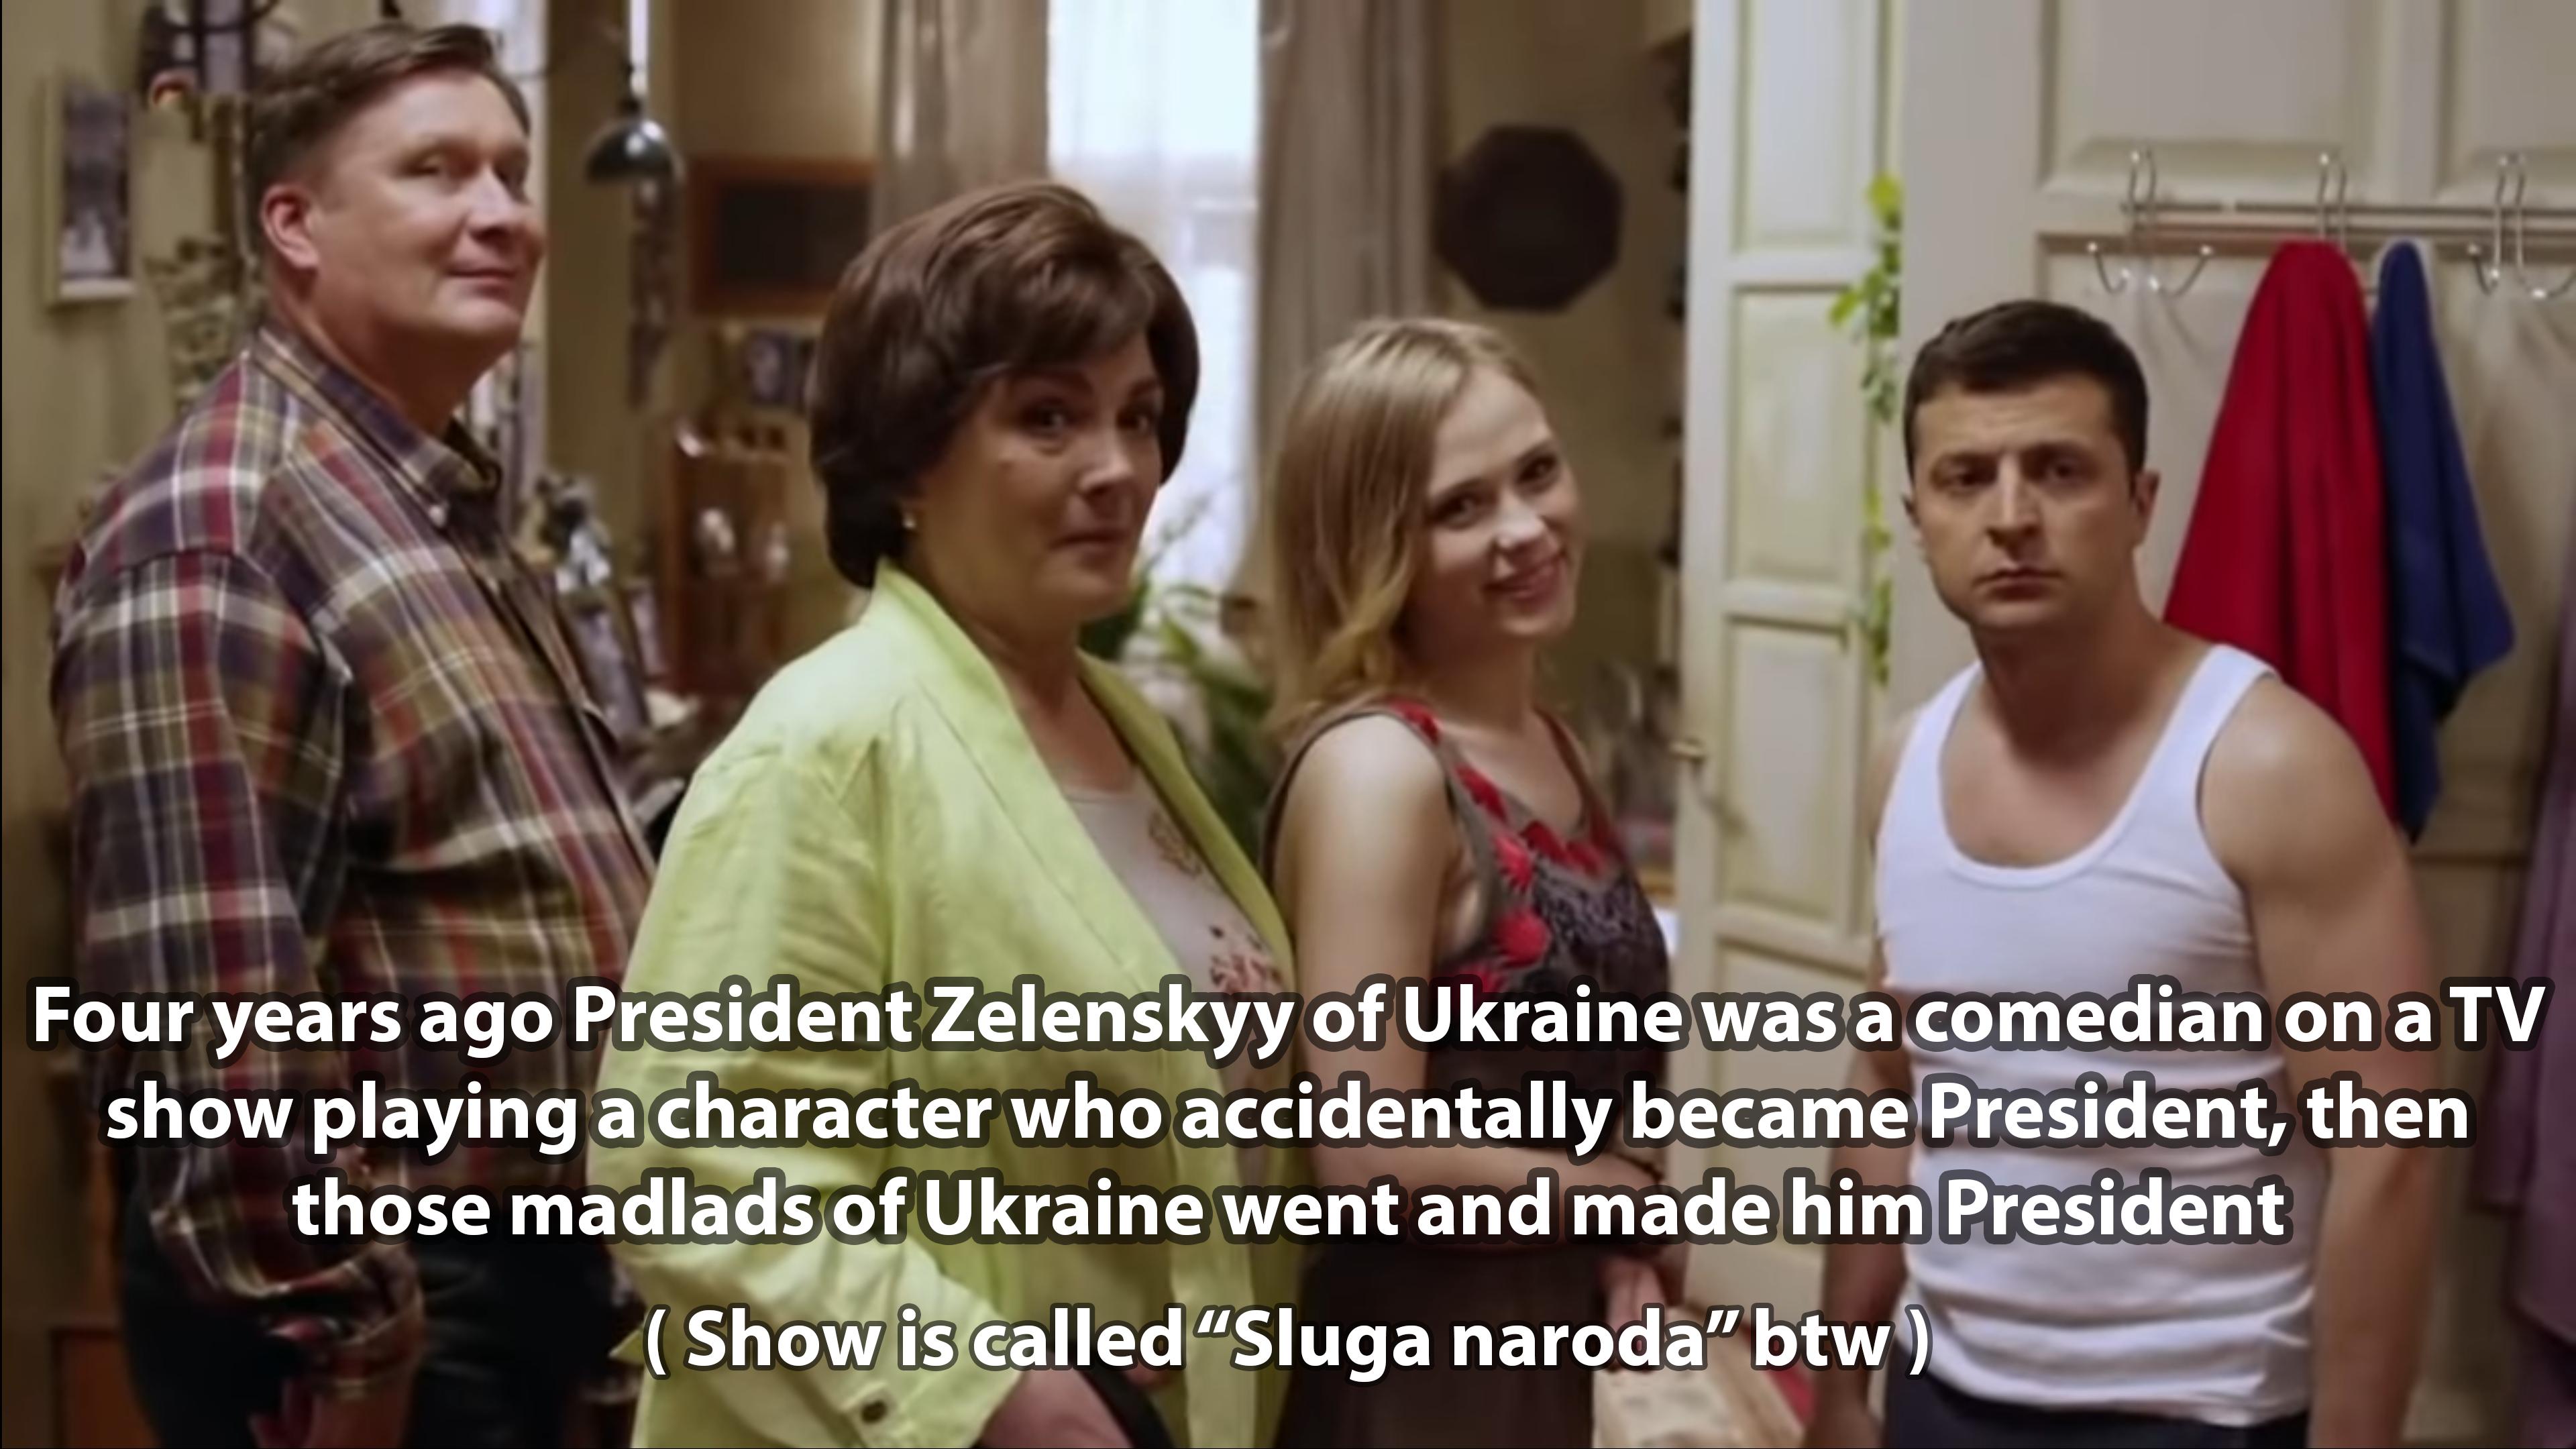 Four years ago President Zelenskyy of Ukraine was a comedian on a TV
show playing a character who accidentally became President, then
those madlads of Ukraine went and made him President
( Show is called “Sluga naroda” btw )